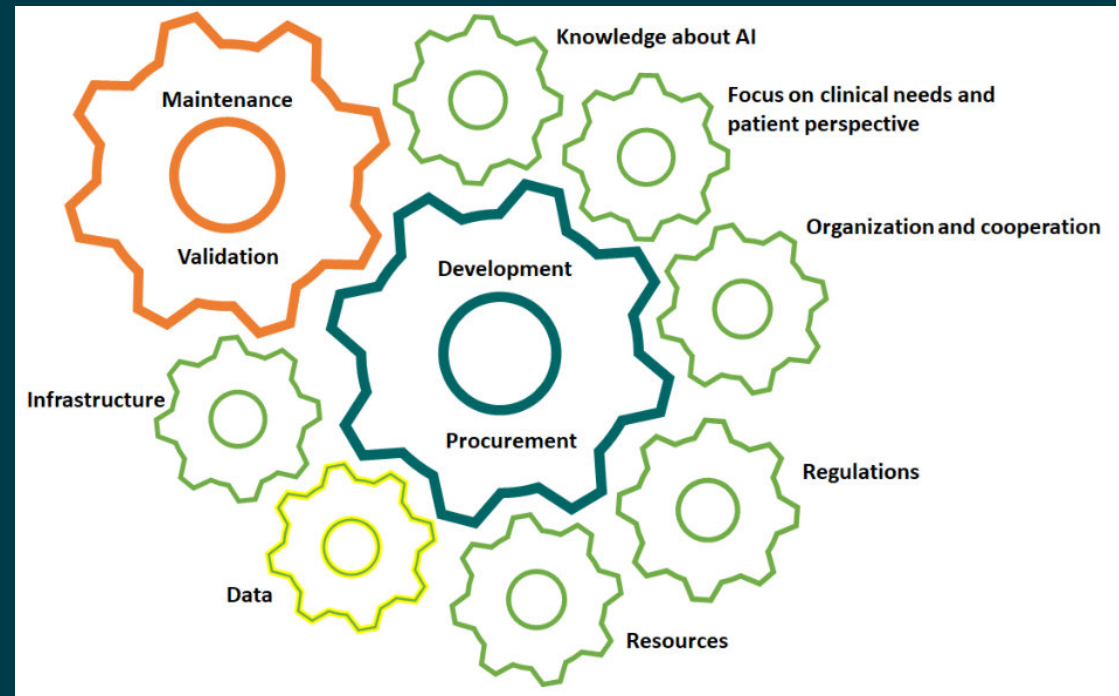 Knowledge about AI
Maintenance
Focus on clinical needs and
patient perspective
Organization and cooperation
Validation
Development
Infrastructure
Procurement
Regulations
Data
Resources